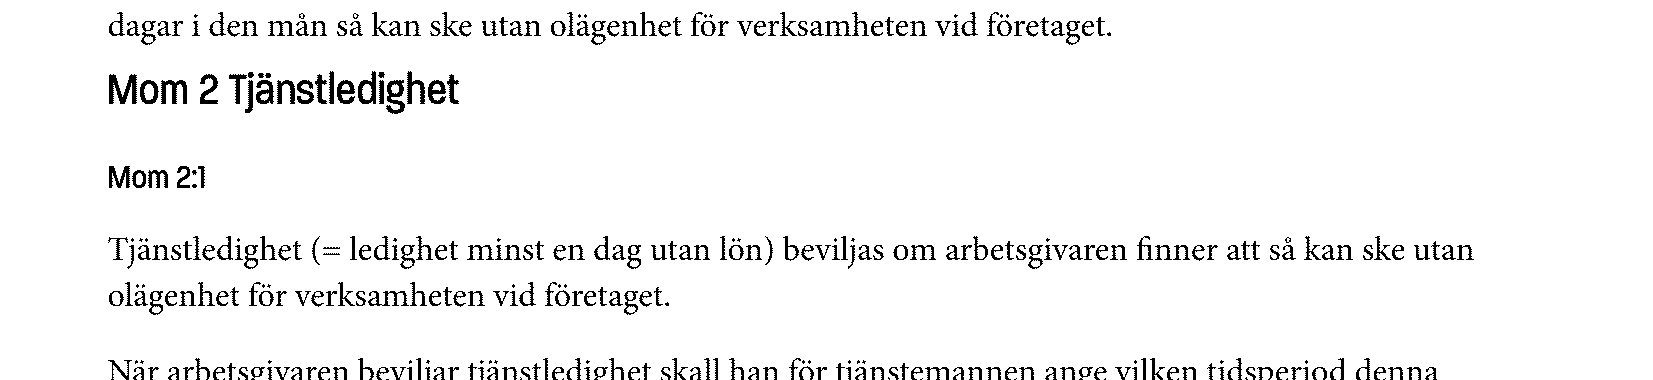 dagar i den mån så kan ske utan olägenhet för verksamheten vid företaget.
Mom 2 Tjänstledighet
Mom 2:1
Tjänstledighet (= ledighet minst en dag utan lön) beviljas om arbetsgivaren finner att så kan ske utan
olägenhet för verksamheten vid företaget.
När arbetsgivaren beviljar tjänstledighet skall han för tjänstemannen ange vilken tidsperiod denna